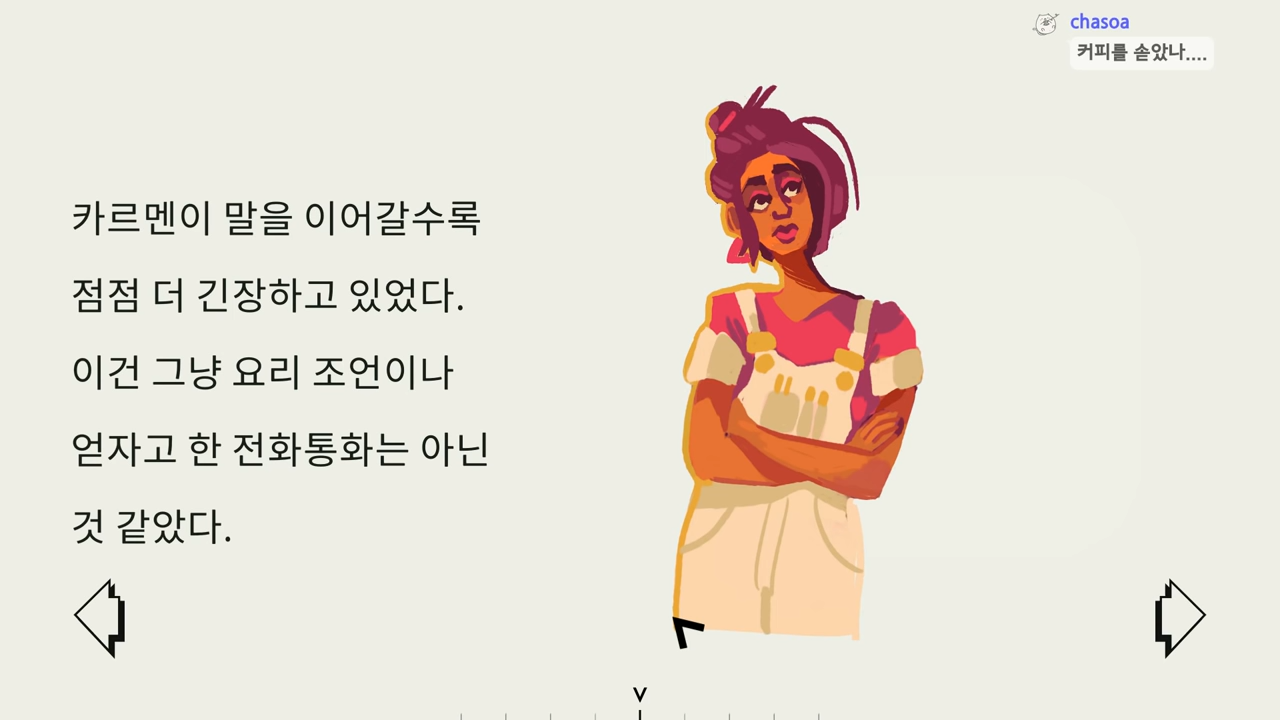 chasoa
커피를 솓았나....
카르멘이 말을 이어갈수록
점점 더 긴장하고 있었다.
이건 그냥 요리 조언이나
얻자고 한 전화통화는 아닌
것 같았다.